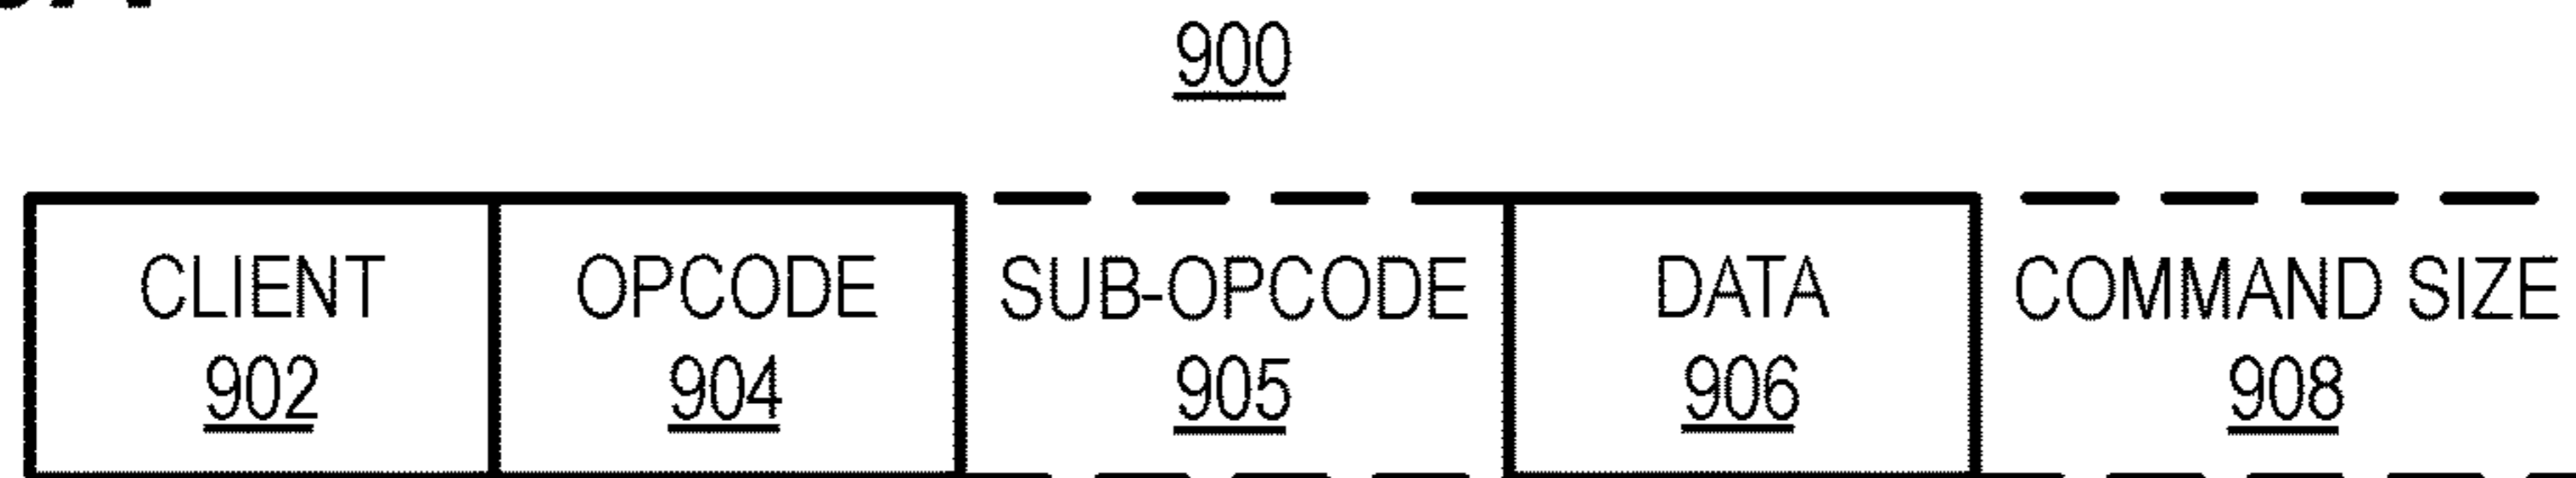 900
CLIENT OPCODE SUB-OPCODE DATA COMMAND SIZE
902 904 905 906 908